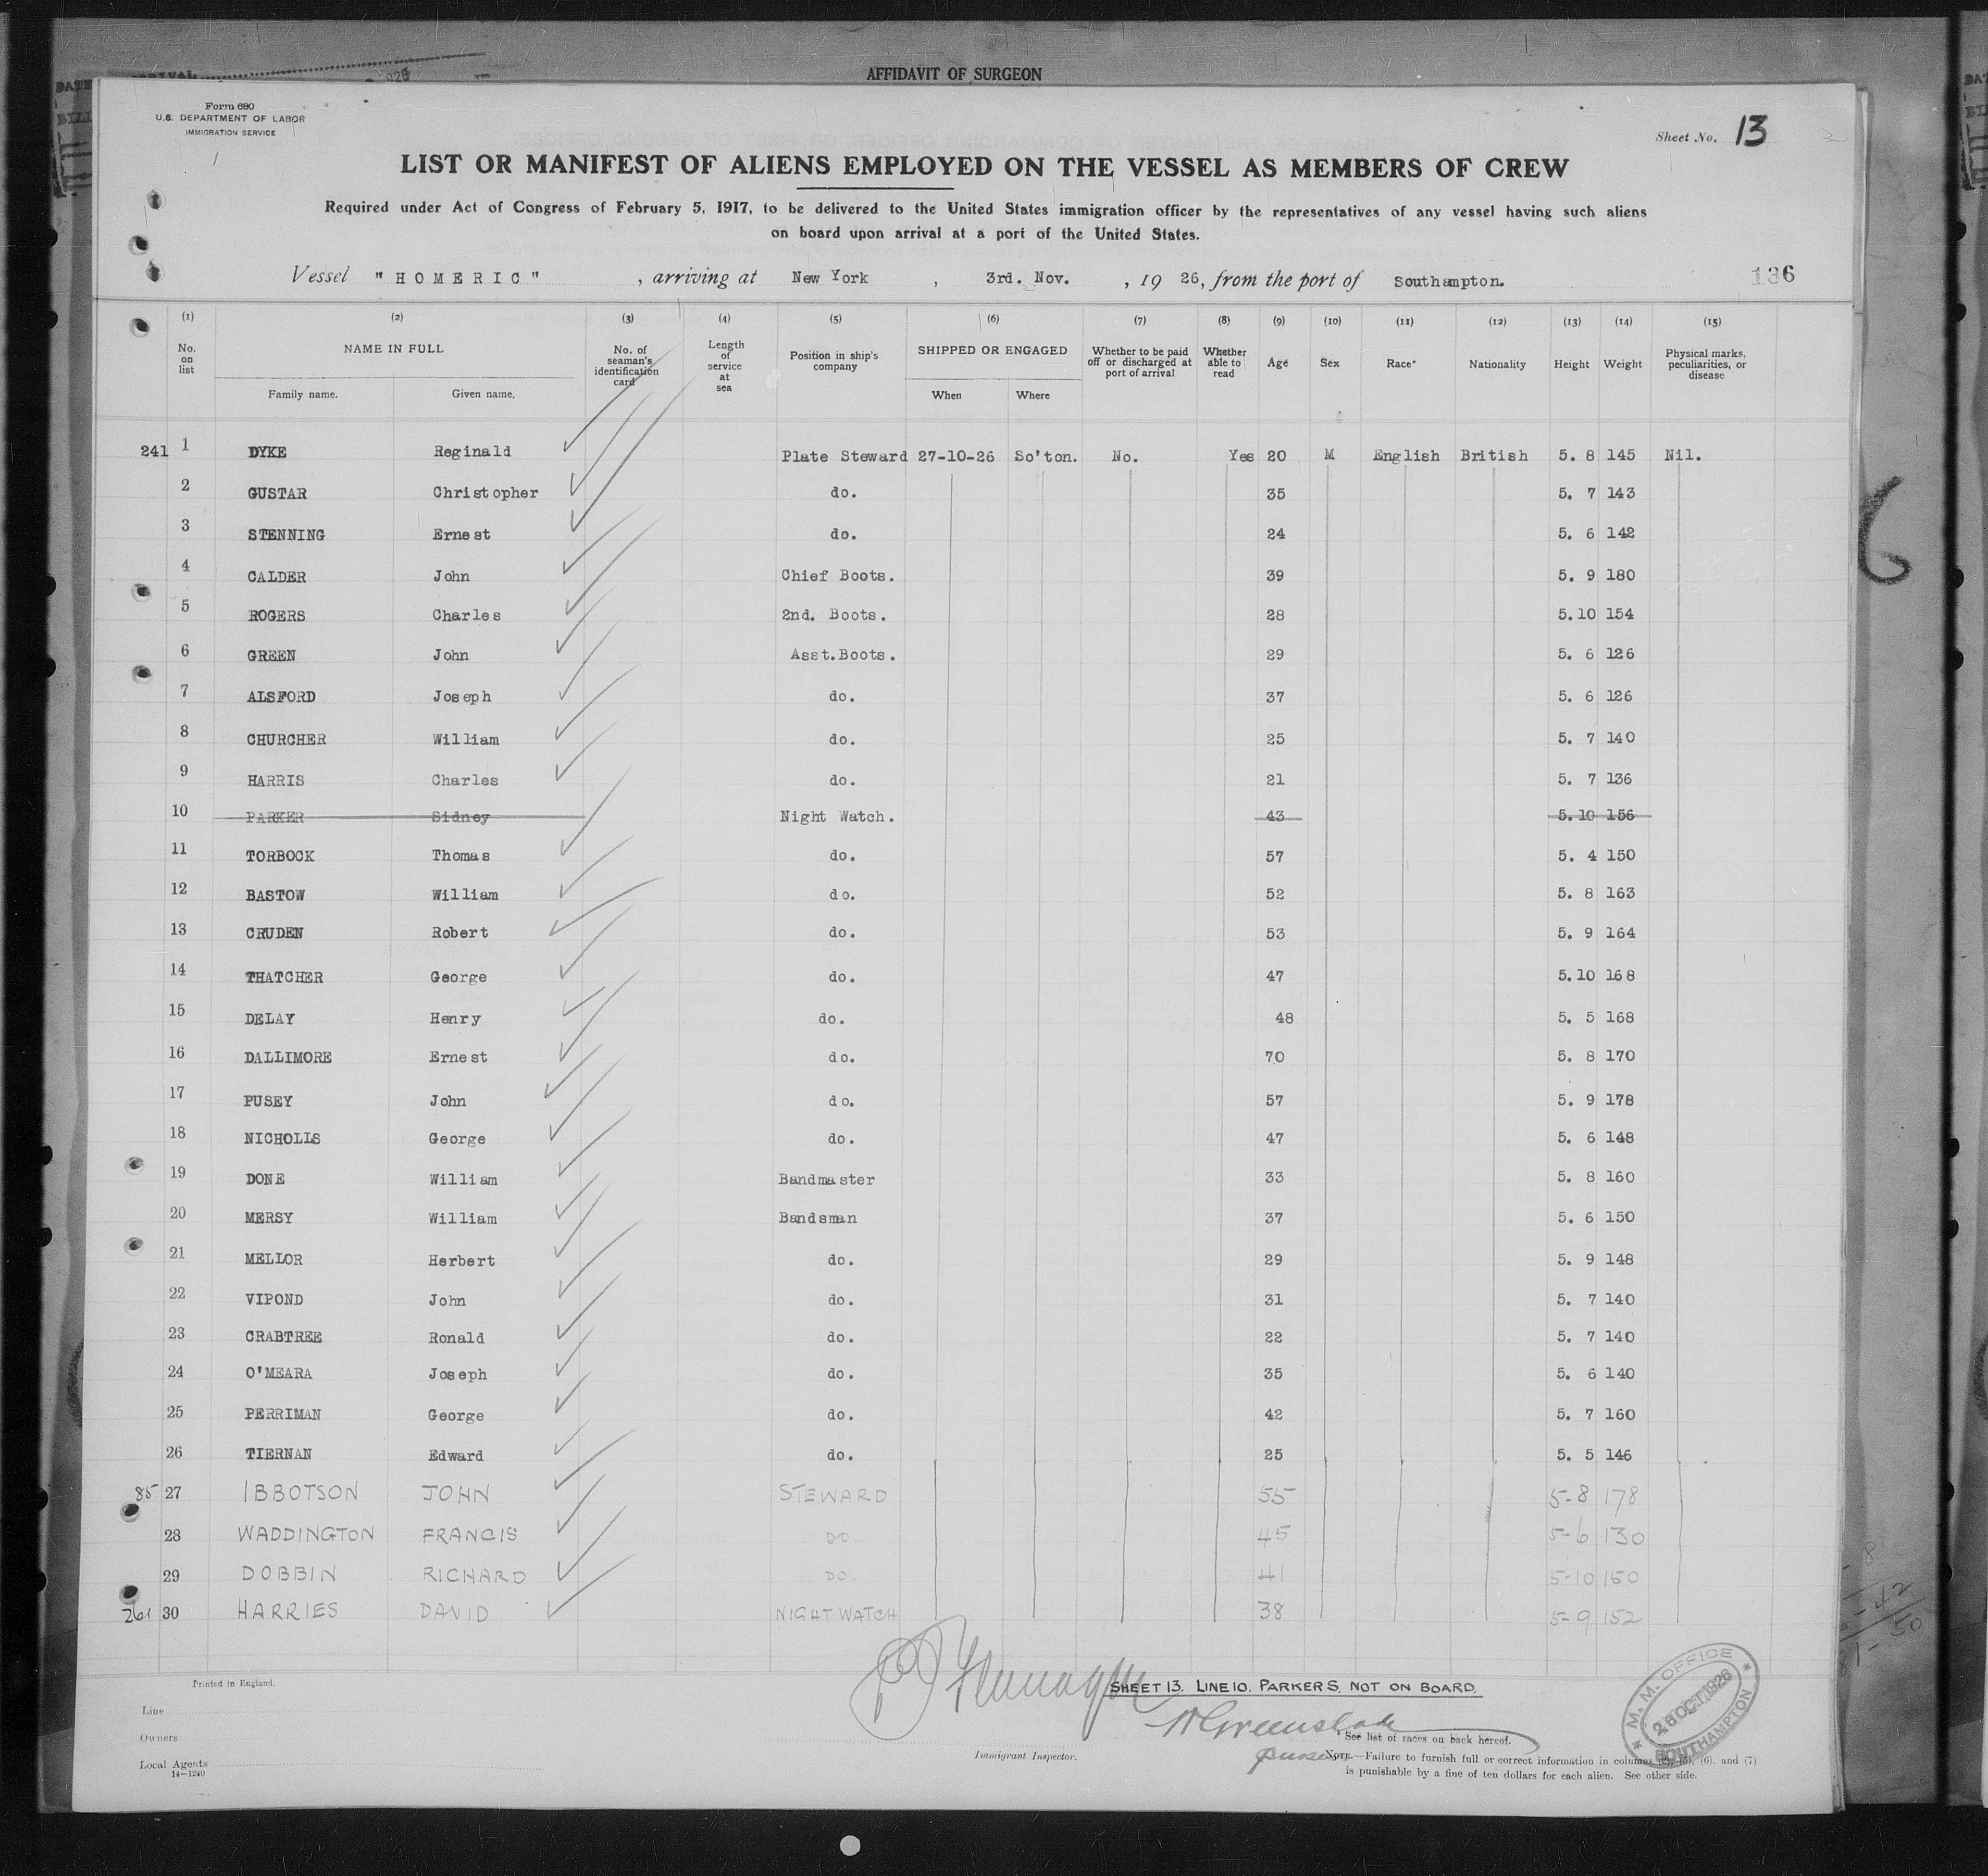 AFFIDAVIT OF SURGEON
Form 680
U.S. DEPARTMENT OF LABOR
IMMIGRATION SERVICE
Sheet No. 13
LIST OR MANIFEST OF ALIENS EMPLOYED ON THE VESSEL AS MEMBERS OF CREW
Required under Act of Congress of February 5, 1917, to be delivered to the United States immigration officer by the representatives of any vessel having such aliens
on board upon arrival at a port of the United States.
Vessel "HOMERIC" , arriving at New York , 3rd. Nov. , 19 26, from the port of Southampton. 136
(1) (2) (3) (4) (5) (6) (7) (8) (9) (10) (11) (12) (13) (14) (15)
No. on list NAME IN FULL Family name. Given name. No. of seaman's identification card Length of service at sea Position in ship's company SHIPPED OR ENGAGED When Where Whether to be paid off or discharged at port of arrival Whether able to read Age Sex Race* Nationality Height Weight Physical marks, peculiarities, or disease
241 1 DYKE Reginald Plate Steward 27-10-26 So'ton. No. Yes 20 M English British 5. 8 145 Nil.
2 GUSTAR Christopher do. 35 5. 7 143
3 STENNING Ernest do. 24 5. 6 142
4 CALDER John Chief Boots. 39 5. 9 180
5 ROGERS Charles 2nd. Boots. 28 5.10 154
6 GREEN John Asst.Boots. 29 5. 6 126
7 ALSFORD Joseph do. 37 5. 6 126
8 CHURCHER William do. 25 5. 7 140
9 HARRIS Charles do. 21 5. 7 136
10 PARKER Sidney Night Watch. 43 5.10 156
11 TORBOCK Thomas do. 57 5. 4 150
12 BASTOW William do. 52 5. 8 163
13 CRUDEN Robert do. 53 5. 9 164
14 THATCHER George do. 47 5.10 168
15 DELAY Henry do. 48 5. 5 168
16 DALLIMORE Ernest do. 70 5. 8 170
17 PUSEY John do. 57 5. 9 178
18 NICHOLLS George do. 47 5. 6 148
19 DONE William Bandmaster 33 5. 8 160
20 MERSY William Bandsman 37 5. 6 150
21 MELLOR Herbert do. 29 5. 9 148
22 VIPOND John do. 31 5. 7 140
23 CRABTREE Ronald do. 22 5. 7 140
24 O'MEARA Joseph do. 35 5. 6 140
25 PERRIMAN George do. 42 5. 7 160
26 TIERNAN Edward do. 25 5. 5 146
85 27 IBBOTSON JOHN STEWARD 55 5-8 178
28 WADDINGTON FRANCIS DO 45 5-6 130
29 DOBBIN RICHARD DO. 41 5-10 150
261 30 HARRIES DAVID NIGHT WATCH 38 5-9 152
SHEET 13. LINE 10. PARKER S. NOT ON BOARD.
Printed in England.
Line
Owners
Local Agents
14—1240
Immigrant Inspector.
purser
* See list of races on back hereof.
NOTE.—Failure to furnish full or correct information in columns (6), and (7)
is punishable by a fine of ten dollars for each alien. See other side.
M. M. OFFICE
28 OCT 1926
SOUTHAMPTON